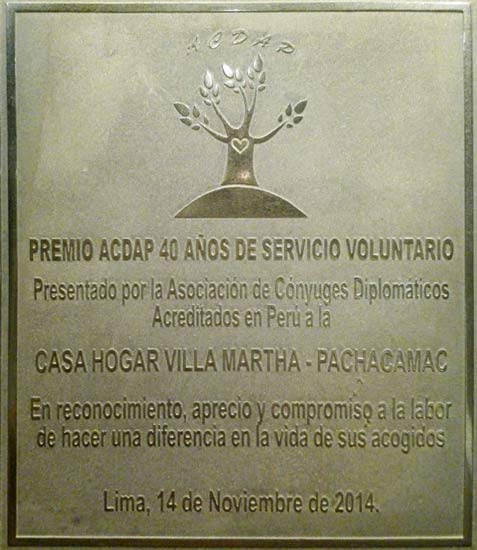 ACDAP
PREMIO ACDAP 40 AÑOS DE SERVICIO VOLUNTARIO
Presentado por la Asociación de Cónyuges Diplomáticos
Acreditados en Perú a la
CASA HOGAR VILLA MARTHA - PACHACAMAC
En reconocimiento, aprecio y compromiso a la labor
de hacer una diferencia en la vida de sus acogidos
Lima, 14 de Noviembre de 2014.